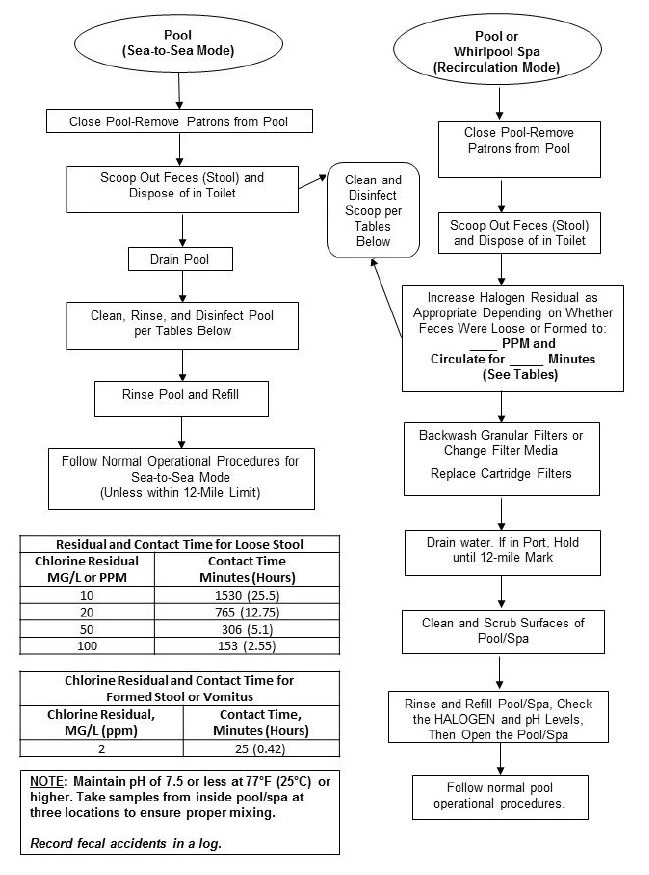 Pool
(Sea-to-Sea Mode)
Close Pool-Remove Patrons from Pool
Scoop Out Feces (Stool) and
Dispose of in Toilet
Clean and
Disinfect
Scoop per
Tables
Below
Drain Pool
Clean, Rinse, and Disinfect Pool
per Tables Below
Rinse Pool and Refill
Follow Normal Operational Procedures for
Sea-to-Sea Mode
(Unless within 12-Mile Limit)
Pool or
Whirlpool Spa
(Recirculation Mode)
Close Pool-Remove
Patrons from Pool
Scoop Out Feces (Stool)
and Dispose of in Toilet
Increase Halogen Residual as
Appropriate Depending on Whether
Feces Were Loose or Formed to:
____ PPM and
Circulate for _____ Minutes
(See Tables)
Backwash Granular Filters or
Change Filter Media
Replace Cartridge Filters
Drain water. If in Port, Hold
until 12-mile Mark
Clean and Scrub Surfaces of
Pool/Spa
Rinse and Refill Pool/Spa, Check
the HALOGEN and pH Levels,
Then Open the Pool/Spa
Follow normal pool
operational procedures.
Residual and Contact Time for Loose Stool
Chlorine Residual Contact Time
MG/L or PPM Minutes (Hours)
10 1530 (25.5)
20 765 (12.75)
50 306 (5.1)
100 153 (2.55)
Chlorine Residual and Contact Time for
Formed Stool or Vomitus
Chlorine Residual, Contact Time,
MG/L (ppm) Minutes (Hours)
2 25 (0.42)
NOTE: Maintain pH of 7.5 or less at 77°F (25°C) or
higher. Take samples from inside pool/spa at
three locations to ensure proper mixing.
Record fecal accidents in a log.